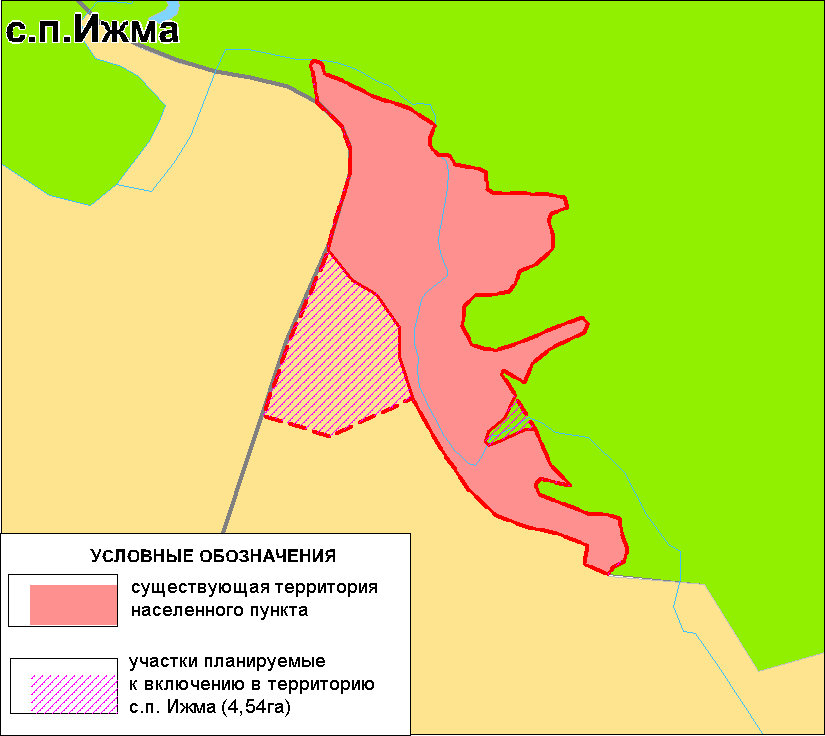 с.п.Ижма
УСЛОВНЫЕ ОБОЗНАЧЕНИЯ
существующая территория
населенного пункта
участки планируемые
к включению в территорию
с.п. Ижма (4,54га)